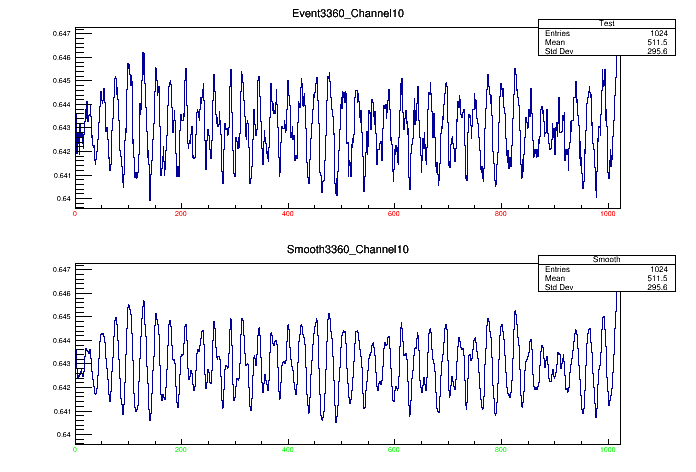 Event3360_Channel10
Test
Entries 1024
Mean 511.5
Std Dev 295.6
0.647
0.646
0.645
0.644
0.643
0.642
0.641
0.64
0 200 400 600 800 1000
Smooth3360_Channel10
Smooth
Entries 1024
Mean 511.5
Std Dev 295.6
0.647
0.646
0.645
0.644
0.643
0.642
0.641
0.64
0 200 400 600 800 1000